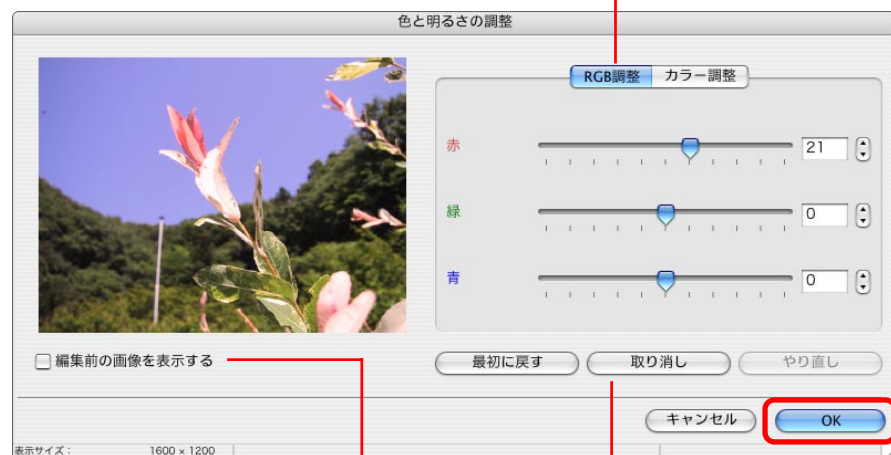 色と明るさの調整
RGB調整 カラー調整
赤 21
緑 0
青 0
編集前の画像を表示する
最初に戻す 取り消し やり直し
キャンセル OK
表示サイズ： 1600 × 1200